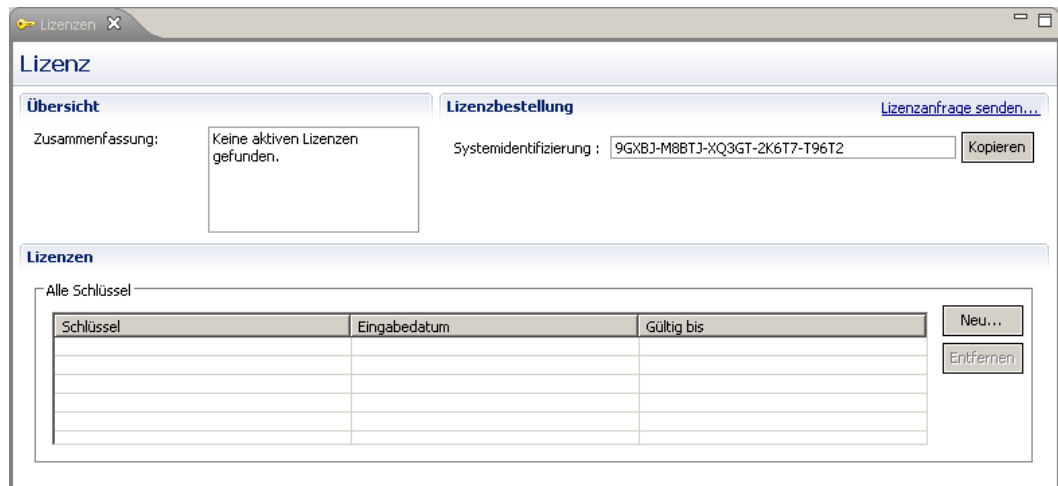 Lizenzen
Lizenz
Übersicht
Zusammenfassung:
Keine aktiven Lizenzen
gefunden.
Lizenzbestellung
Lizenzanfrage senden...
Systemidentifizierung : 9GXBJ-M8BTJ-XQ3GT-2K6T7-T96T2 Kopieren
Lizenzen
Alle Schlüssel
Schlüssel Eingabedatum Gültig bis
Neu...
Entfernen